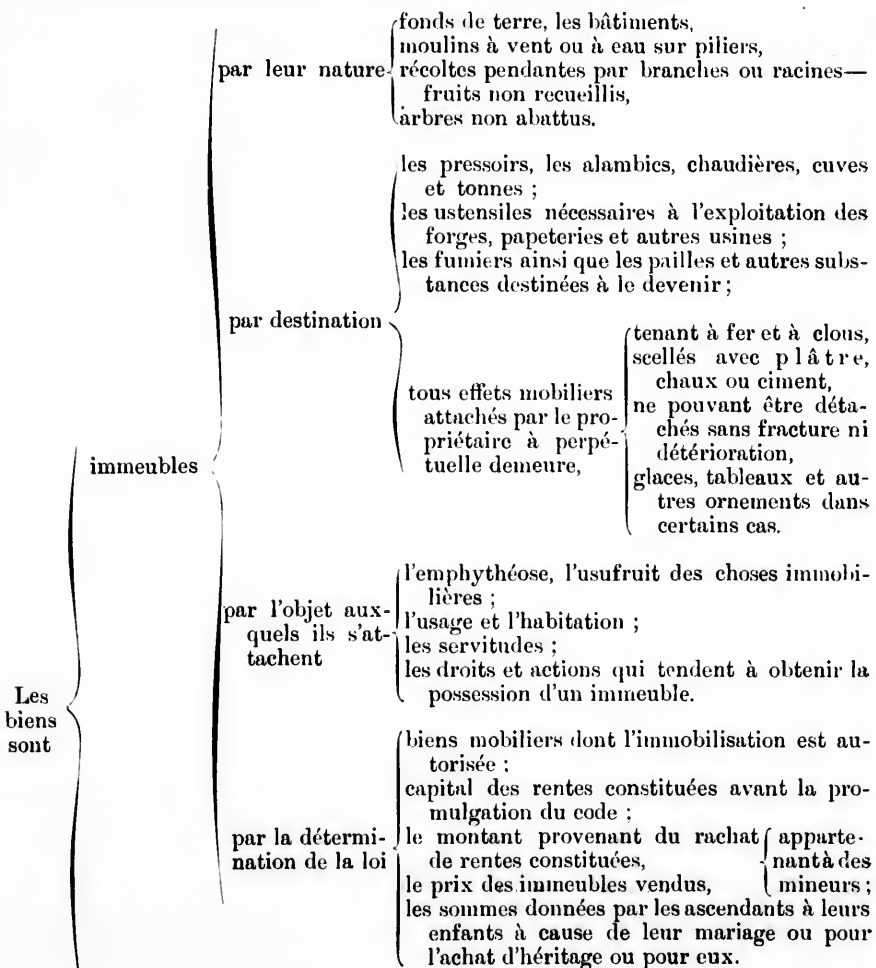 fonds de terre, les bâtiments,
moulins à vent ou à eau sur piliers,
par leur nature
récoltes pendantes par branches ou racines—
fruits non recueillis,
arbres non abattus.
les pressoirs, les alambics, chaudières, cuves
et tonnes ;
les ustensiles nécessaires à l'exploitation des
forges, papeteries et autres usines ;
les fumiers ainsi que les pailles et autres subs-
tances destinées à le devenir ;
par destination
tous effets mobiliers
attachés par le pro-
priétaire à perpé-
tuelle demeure,
tenant à fer et à clous,
scellés avec plâtre,
chaux ou ciment,
ne pouvant être déta-
chés sans fracture ni
détérioration,
glaces, tableaux et au-
tres ornements dans
certains cas.
immeubles
l'emphythéose, l'usufruit des choses immobi-
lières ;
par l'objet aux-
quels ils s'at-
tachent
l'usage et l'habitation ;
les servitudes ;
les droits et actions qui tendent à obtenir la
possession d'un immeuble.
Les
biens
sont
biens mobiliers dont l'immobilisation est au-
torisée ;
capital des rentes constituées avant la pro-
mulgation du code ;
par la détermi-
nation de la loi
le montant provenant du rachat
de rentes constituées,
le prix des immeubles vendus,
apparte-
nant à des
mineurs ;
les sommes données par les ascendants à leurs
enfants à cause de leur mariage ou pour
l'achat d'héritage ou pour eux.